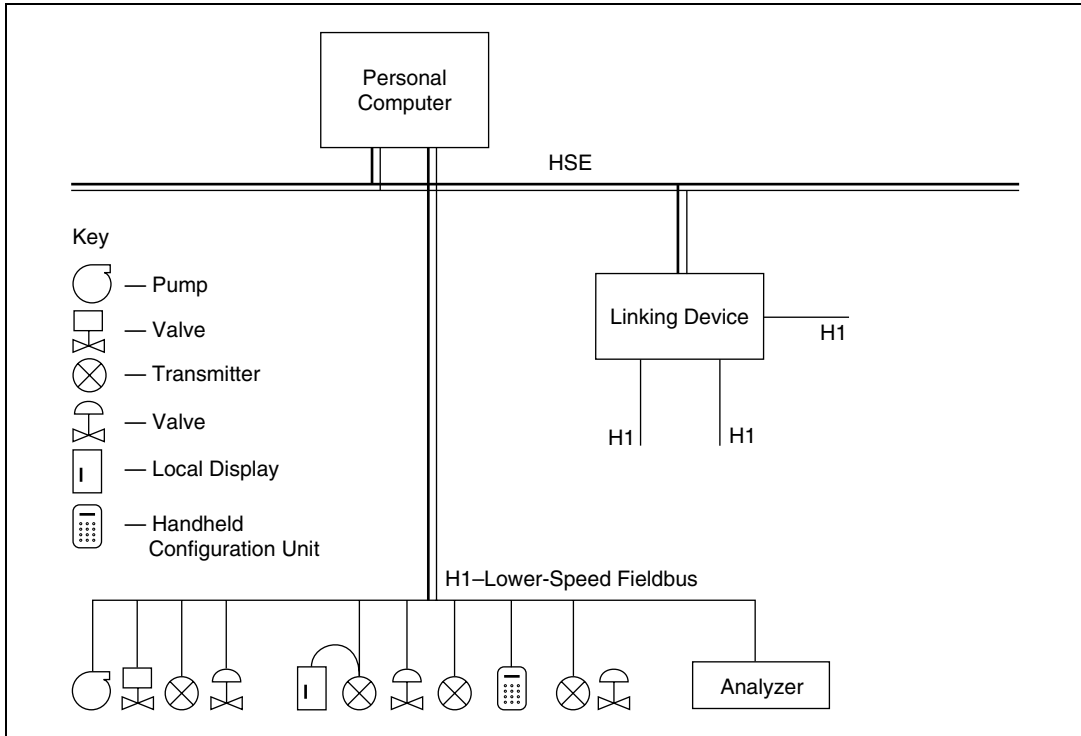 Personal
Computer
HSE
Key
— Pump
— Valve
— Transmitter
— Valve
— Local Display
— Handheld
Configuration Unit
Linking Device
H1
H1
H1
H1–Lower-Speed Fieldbus
Analyzer